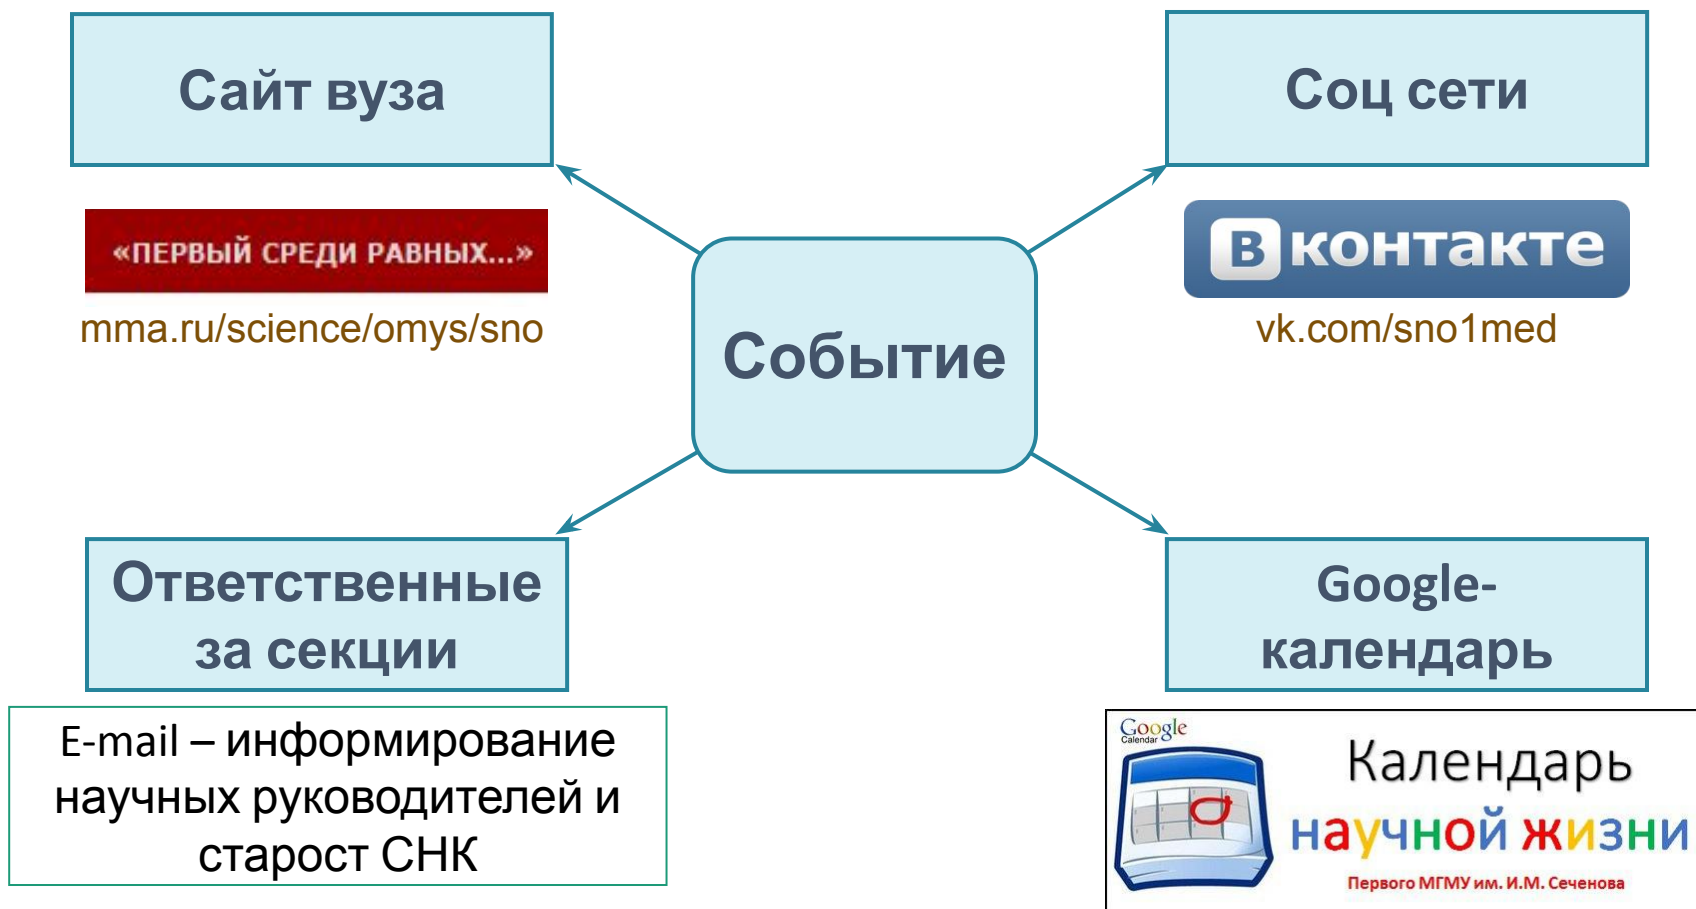 Сайт вуза
«ПЕРВЫЙ СРЕДИ РАВНЫХ...»
mma.ru/science/omys/sno
Соц сети
В контакте
vk.com/sno1med
Событие
Ответственные
за секции
E-mail – информирование
научных руководителей и
старост СНК
Google-
календарь
Google
Calendar
Календарь
научной жизни
Первого МГМУ им. И.М. Сеченова